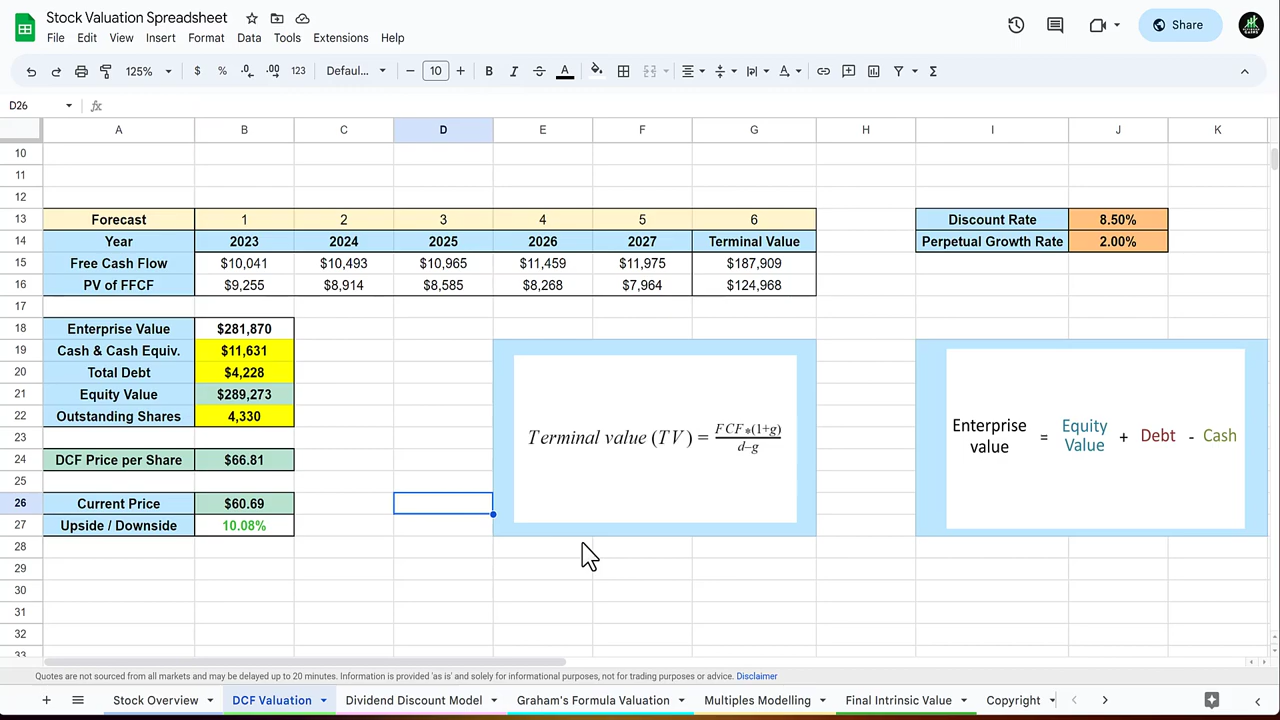 Stock Valuation Spreadsheet
File Edit View Insert Format Data Tools Extensions Help
Share
125% $ % .0 .00 123 Defaul... − 10 + B I A Σ
D26 fx
A B C D E F G H I J K
10
11
12
13 Forecast 1 2 3 4 5 6 Discount Rate 8.50%
14 Year 2023 2024 2025 2026 2027 Terminal Value Perpetual Growth Rate 2.00%
15 Free Cash Flow $10,041 $10,493 $10,965 $11,459 $11,975 $187,909
16 PV of FFCF $9,255 $8,914 $8,585 $8,268 $7,964 $124,968
17
18 Enterprise Value $281,870
19 Cash & Cash Equiv. $11,631
20 Total Debt $4,228
21 Equity Value $289,273
22 Outstanding Shares 4,330
23
24 DCF Price per Share $66.81
25
26 Current Price $60.69
27 Upside / Downside 10.08%
28
29
30
31
32
33
Terminal value (TV) = FCF*(1+g)
d–g
Enterprise value = Equity Value + Debt - Cash
Quotes are not sourced from all markets and may be delayed up to 20 minutes. Information is provided 'as is' and solely for informational purposes, not for trading purposes or advice. Disclaimer
Stock Overview DCF Valuation Dividend Discount Model Graham's Formula Valuation Multiples Modelling Final Intrinsic Value Copyright